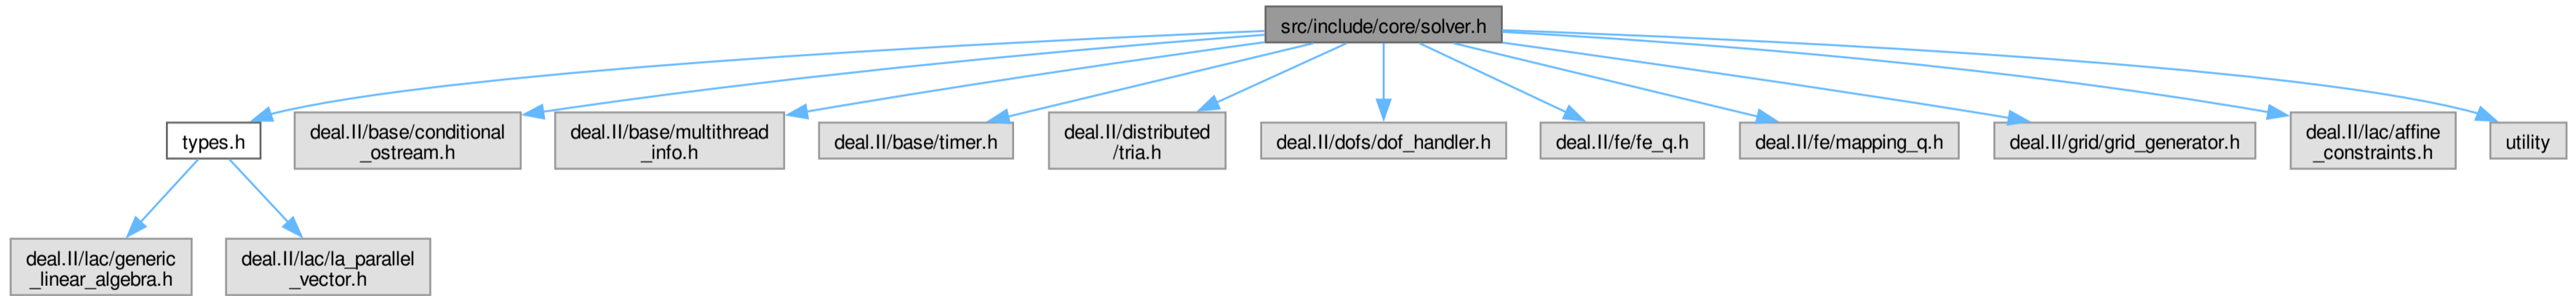 src/include/core/solver.h
types.h
deal.II/base/conditional
_ostream.h
deal.II/base/multithread
_info.h
deal.II/base/timer.h
deal.II/distributed
/tria.h
deal.II/dofs/dof_handler.h
deal.II/fe/fe_q.h
deal.II/fe/mapping_q.h
deal.II/grid/grid_generator.h
deal.II/lac/affine
_constraints.h
utility
deal.II/lac/generic
_linear_algebra.h
deal.II/lac/la_parallel
_vector.h